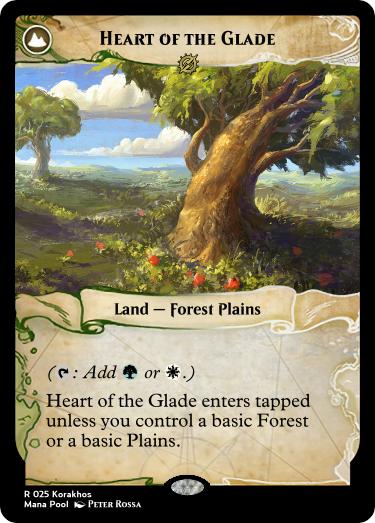 Heart of the Glade
Land — Forest Plains
(: Add or .)
Heart of the Glade enters tapped
unless you control a basic Forest
or a basic Plains.
R 025 Korakhos
Mana Pool Peter Rossa